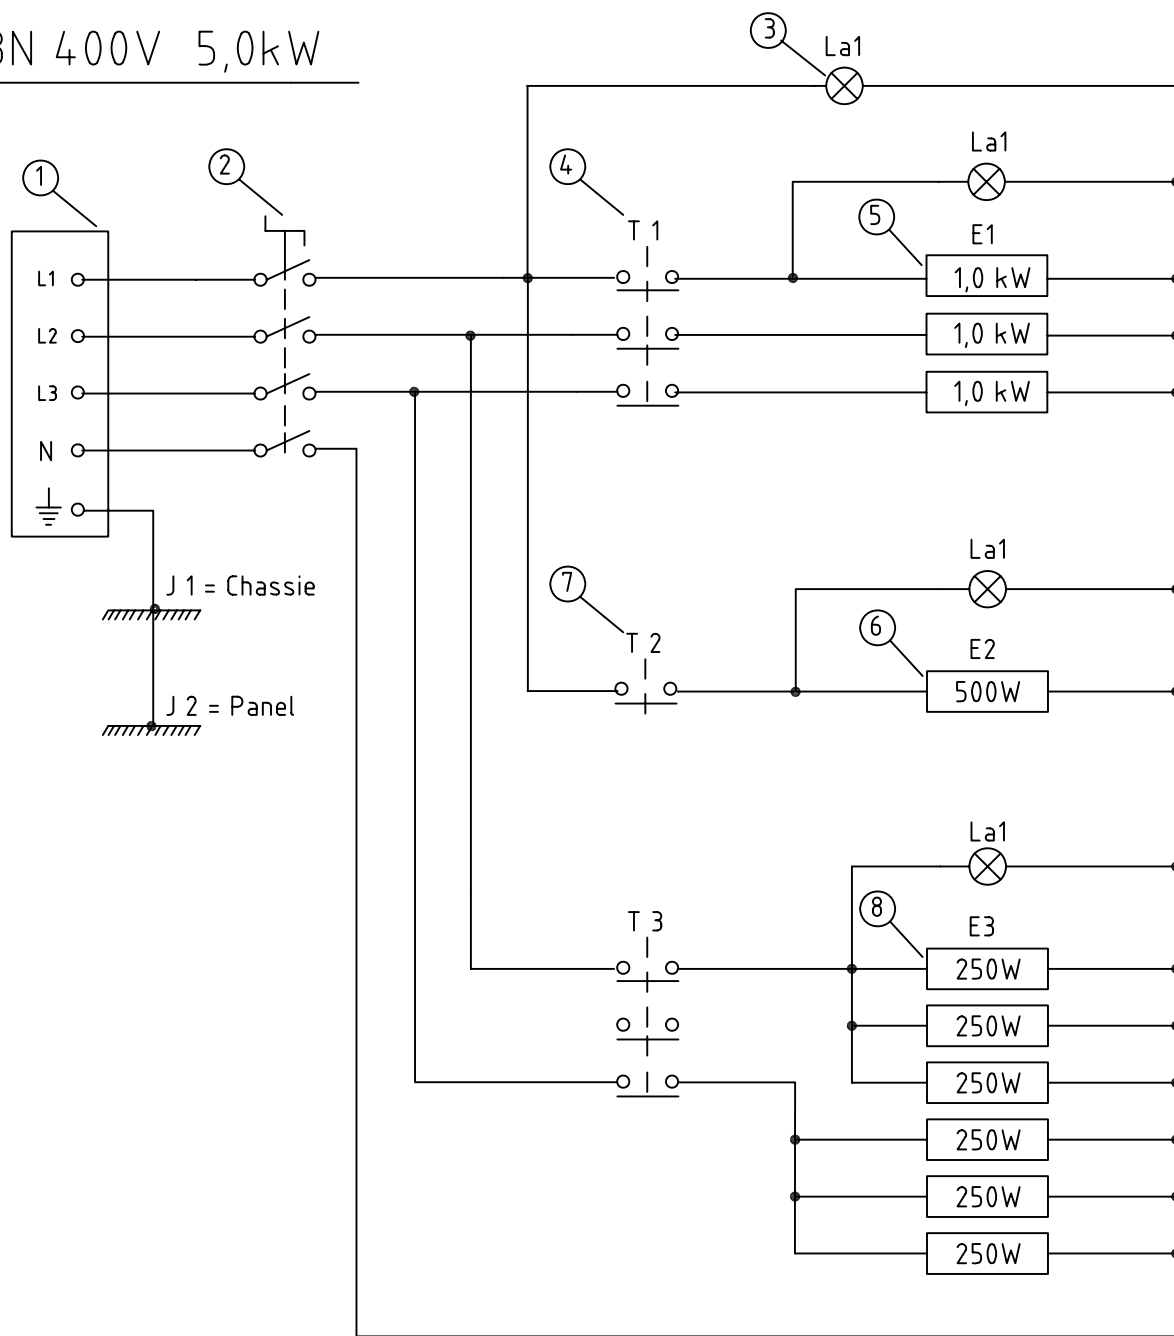 3N 400V 5,0kW
3
La1
La1
1
2
4
T 1
5
E1
L1
1,0 kW
L2
1,0 kW
L3
1,0 kW
N
J 1 = Chassie
La1
7
T 2
6
E2
500W
J 2 = Panel
La1
T 3
8
E3
250W
250W
250W
250W
250W
250W